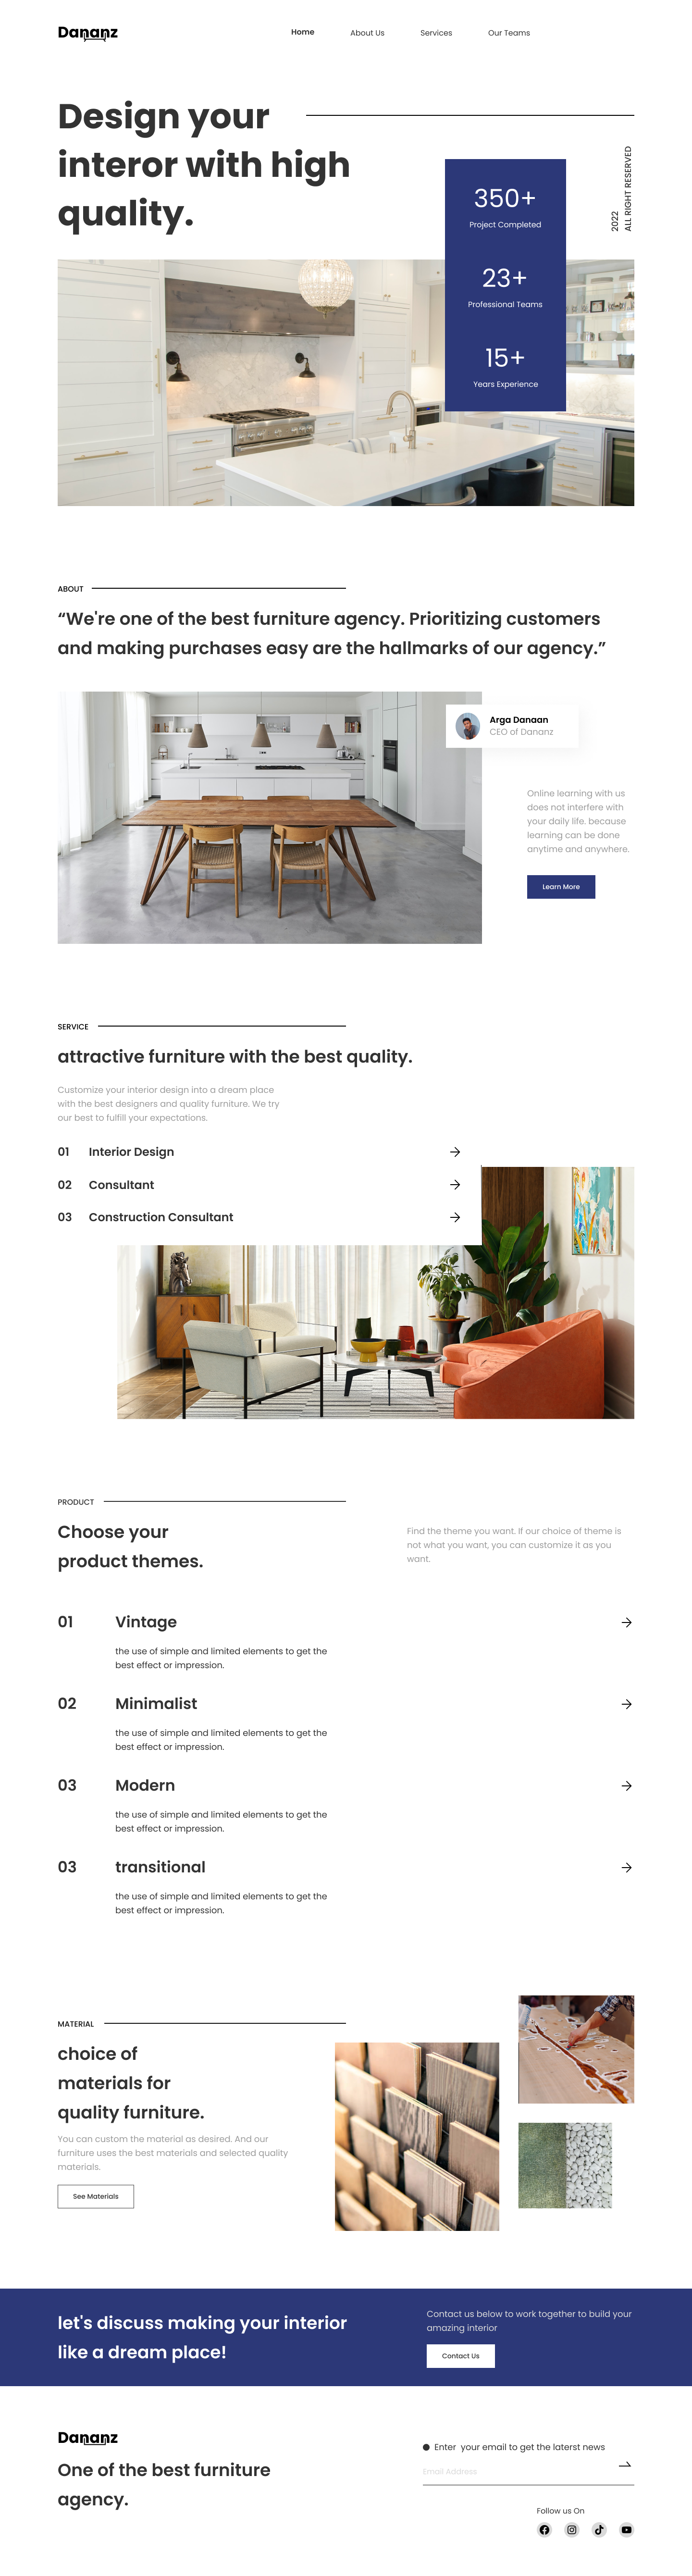 Dananz
Home About Us Services Our Teams
Design your
interor with high
quality.
2022
ALL RIGHT RESERVED
350+
Project Completed
23+
Professional Teams
15+
Years Experience
ABOUT
“We're one of the best furniture agency. Prioritizing customers
and making purchases easy are the hallmarks of our agency.”
Arga Danaan
CEO of Dananz
Online learning with us
does not interfere with
your daily life. because
learning can be done
anytime and anywhere.
Learn More
SERVICE
attractive furniture with the best quality.
Customize your interior design into a dream place
with the best designers and quality furniture. We try
our best to fulfill your expectations.
01 Interior Design
02 Consultant
03 Construction Consultant
PRODUCT
Choose your
product themes.
Find the theme you want. If our choice of theme is
not what you want, you can customize it as you
want.
01 Vintage
the use of simple and limited elements to get the
best effect or impression.
02 Minimalist
the use of simple and limited elements to get the
best effect or impression.
03 Modern
the use of simple and limited elements to get the
best effect or impression.
03 transitional
the use of simple and limited elements to get the
best effect or impression.
MATERIAL
choice of
materials for
quality furniture.
You can custom the material as desired. And our
furniture uses the best materials and selected quality
materials.
See Materials
let's discuss making your interior
like a dream place!
Contact us below to work together to build your
amazing interior
Contact Us
Dananz
One of the best furniture
agency.
Enter your email to get the laterst news
Email Address
Follow us On